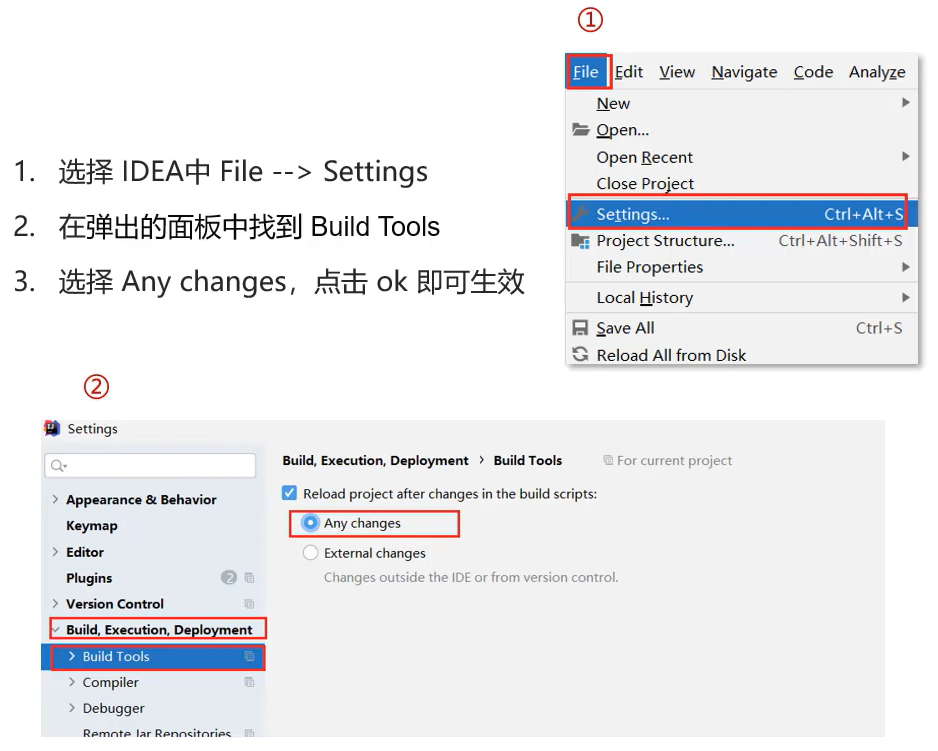 ①
File Edit View Navigate Code Analyze
New
Open...
Open Recent
Close Project
Settings... Ctrl+Alt+S
Project Structure... Ctrl+Alt+Shift+S
File Properties
Local History
Save All Ctrl+S
Reload All from Disk
1. 选择 IDEA中 File --> Settings
2. 在弹出的面板中找到 Build Tools
3. 选择 Any changes，点击 ok 即可生效
②
Settings
Appearance & Behavior
Keymap
Editor
Plugins 2
Version Control
Build, Execution, Deployment
Build Tools
Compiler
Debugger
Remote Jar Repositories
Build, Execution, Deployment › Build Tools For current project
Reload project after changes in the build scripts:
Any changes
External changes
Changes outside the IDE or from version control.